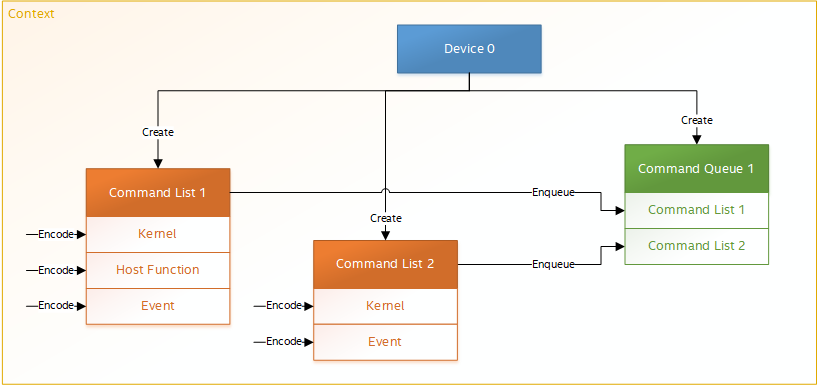 Context
Device 0
Create
Create
Command Queue 1
Command List 1
Enqueue
Command List 1
Create
Encode
Kernel
Command List 2
Enqueue
Command List 2
Encode
Host Function
Encode
Event
Encode
Kernel
Encode
Event